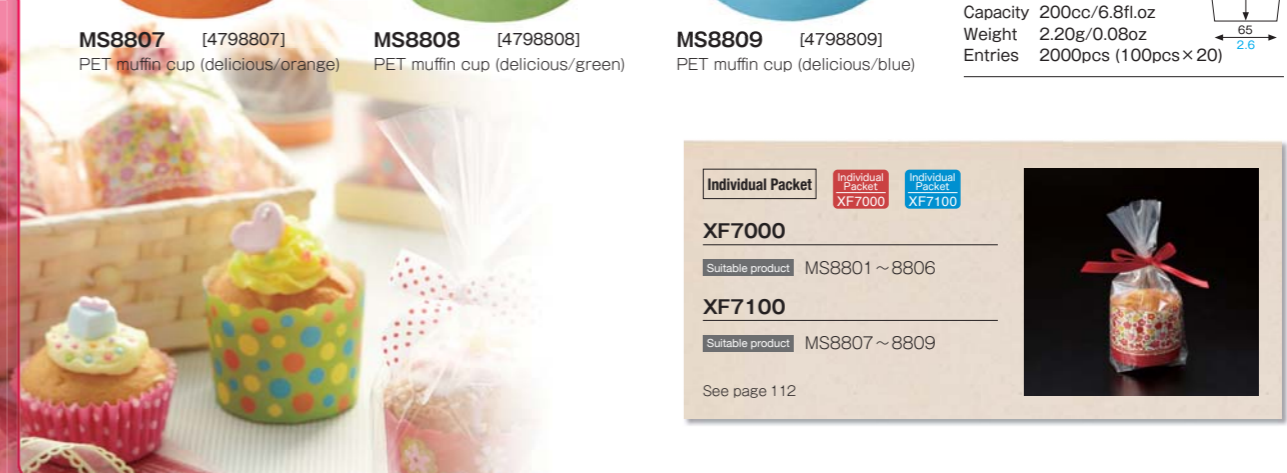 MS8807 [4798807]
PET muffin cup (delicious/orange)
MS8808 [4798808]
PET muffin cup (delicious/green)
MS8809 [4798809]
PET muffin cup (delicious/blue)
Capacity 200cc/6.8fl.oz
Weight 2.20g/0.08oz
Entries 2000pcs (100pcs×20)
65
2.6
Individual Packet
Individual
Packet
XF7000
Individual
Packet
XF7100
XF7000
Suitable product MS8801～8806
XF7100
Suitable product MS8807～8809
See page 112